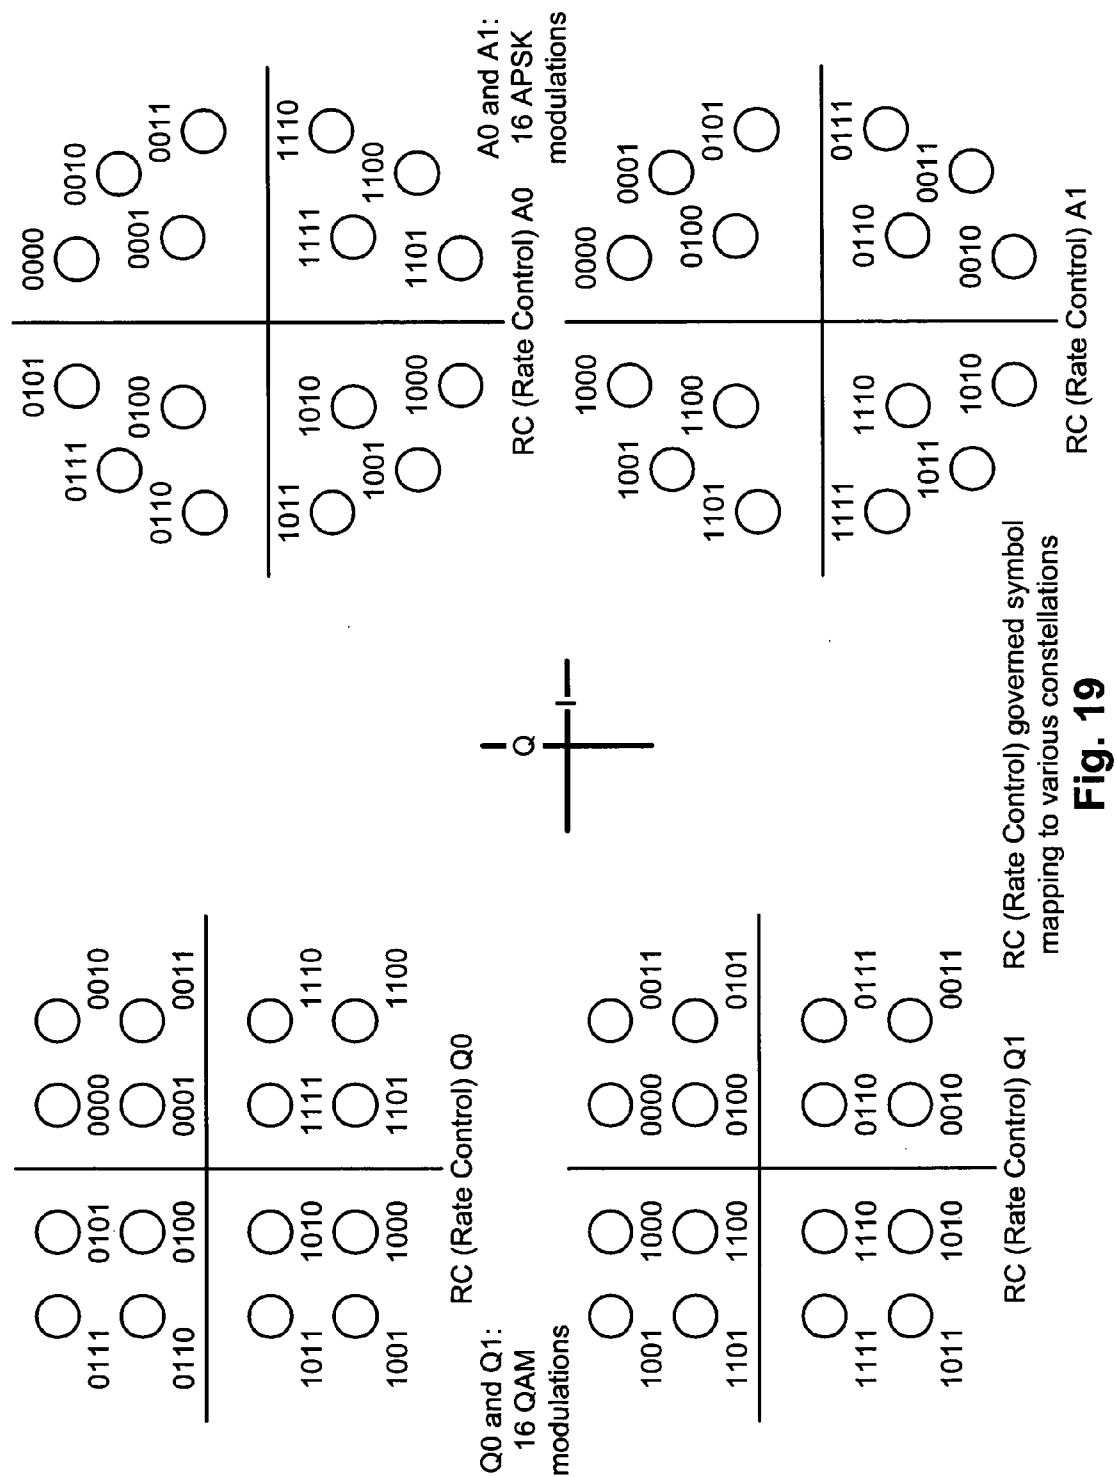 0111 0101 0000 0010
0110 0100 0001 0011
1011 1010 1111 1110
1001 1000 1101 1100
RC (Rate Control) Q0
0101 0000
0111 0010
0100 0001
0110 0011
1011 1110
1010 1111
1001 1100
1000 1101
RC (Rate Control) A0
Q0 and Q1:
16 QAM
modulations
Q
I
A0 and A1:
16 APSK
modulations
1001 1000 0000 0011
1101 1100 0100 0101
1111 1110 0110 0111
1011 1010 0010 0011
RC (Rate Control) Q1
1000 0000
1001 0001
1100 0100
1101 0101
1111 0111
1110 0110
1011 0011
1010 0010
RC (Rate Control) A1
RC (Rate Control) governed symbol
mapping to various constellations
Fig. 19